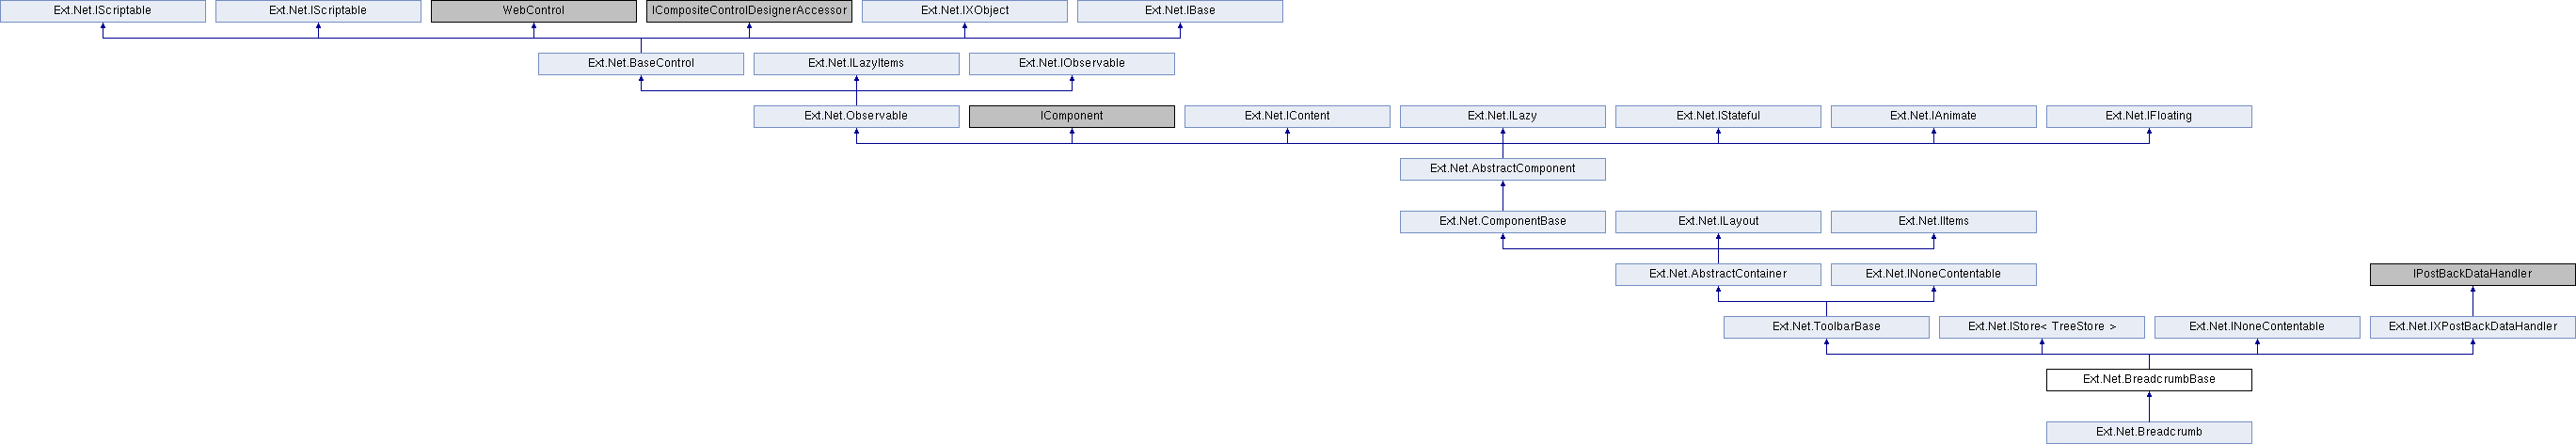 Ext.Net.IScriptable
Ext.Net.IScriptable
WebControl
ICompositeControlDesignerAccessor
Ext.Net.IXObject
Ext.Net.IBase
Ext.Net.BaseControl
Ext.Net.ILazyItems
Ext.Net.IObservable
Ext.Net.Observable
IComponent
Ext.Net.IContent
Ext.Net.ILazy
Ext.Net.IStateful
Ext.Net.IAnimate
Ext.Net.IFloating
Ext.Net.AbstractComponent
Ext.Net.ComponentBase
Ext.Net.ILayout
Ext.Net.IItems
Ext.Net.AbstractContainer
Ext.Net.INoneContentable
IPostBackDataHandler
Ext.Net.ToolbarBase
Ext.Net.IStore< TreeStore >
Ext.Net.INoneContentable
Ext.Net.IXPostBackDataHandler
Ext.Net.BreadcrumbBase
Ext.Net.Breadcrumb